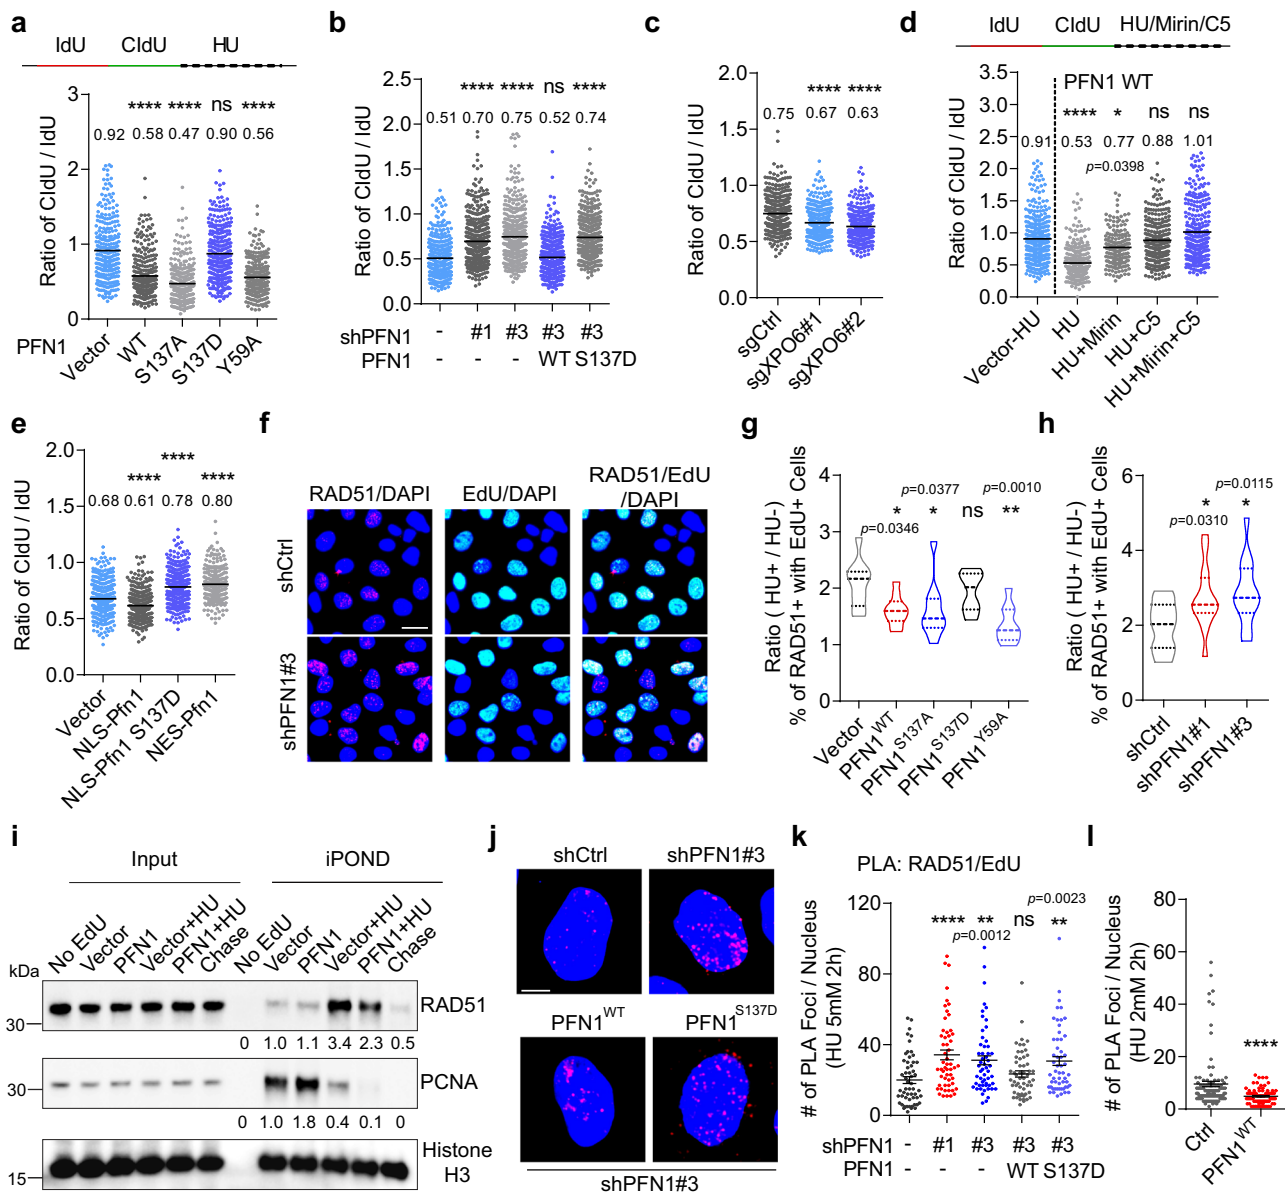 a
IdU CldU HU
Ratio of CldU / IdU
3
2
1
0
**** **** ns ****
0.92 0.58 0.47 0.90 0.56
PFN1
Vector WT S137A S137D Y59A
b
Ratio of CldU / IdU
2.5
2.0
1.5
1.0
0.5
0.0
**** **** ns ****
0.51 0.70 0.75 0.52 0.74
shPFN1 - #1 #3 #3 #3
PFN1 - - - WT S137D
c
Ratio of CldU / IdU
2.0
1.5
1.0
0.5
0.0
**** ****
0.75 0.67 0.63
sgCtrl sgXPO6#1 sgXPO6#2
d
IdU CldU HU/Mirin/C5
Ratio of CldU / IdU
3.5
3.0
2.5
2.0
1.5
1.0
0.5
0.0
PFN1 WT
**** * ns ns
0.91 0.53 0.77 0.88 1.01
p=0.0398
Vector-HU HU HU+Mirin HU+C5 HU+Mirin+C5
e
Ratio of CldU / IdU
2.0
1.5
1.0
0.5
0.0
**** **** ****
0.68 0.61 0.78 0.80
Vector NLS-Pfn1 NLS-Pfn1 S137D NES-Pfn1
f
RAD51/DAPI EdU/DAPI RAD51/EdU
/DAPI
shCtrl
shPFN1#3
g
Ratio ( HU+ / HU-)
% of RAD51+ with EdU+ Cells
4
3
2
1
0
p=0.0346 p=0.0377 p=0.0010
* * ns **
Vector PFN1WT PFN1S137A PFN1S137D PFN1Y59A
h
Ratio ( HU+ / HU-)
% of RAD51+ with EdU+ Cells
6
4
2
0
p=0.0310 p=0.0115
* *
shCtrl shPFN1#1 shPFN1#3
i
Input iPOND
No EdU Vector PFN1 Vector+HU PFN1+HU Chase No EdU Vector PFN1 Vector+HU PFN1+HU Chase
kDa
30 RAD51
0 1.0 1.1 3.4 2.3 0.5
30 PCNA
0 1.0 1.8 0.4 0.1 0
15 Histone
H3
j
shCtrl shPFN1#3
PFN1WT PFN1S137D
shPFN1#3
k
PLA: RAD51/EdU
# of PLA Foci / Nucleus
(HU 5mM 2h)
120
80
40
0
p=0.0023
**** ** ns **
p=0.0012
shPFN1 - #1 #3 #3 #3
PFN1 - - - WT S137D
l
# of PLA Foci / Nucleus
(HU 2mM 2h)
80
60
40
20
0
****
Ctrl PFN1WT